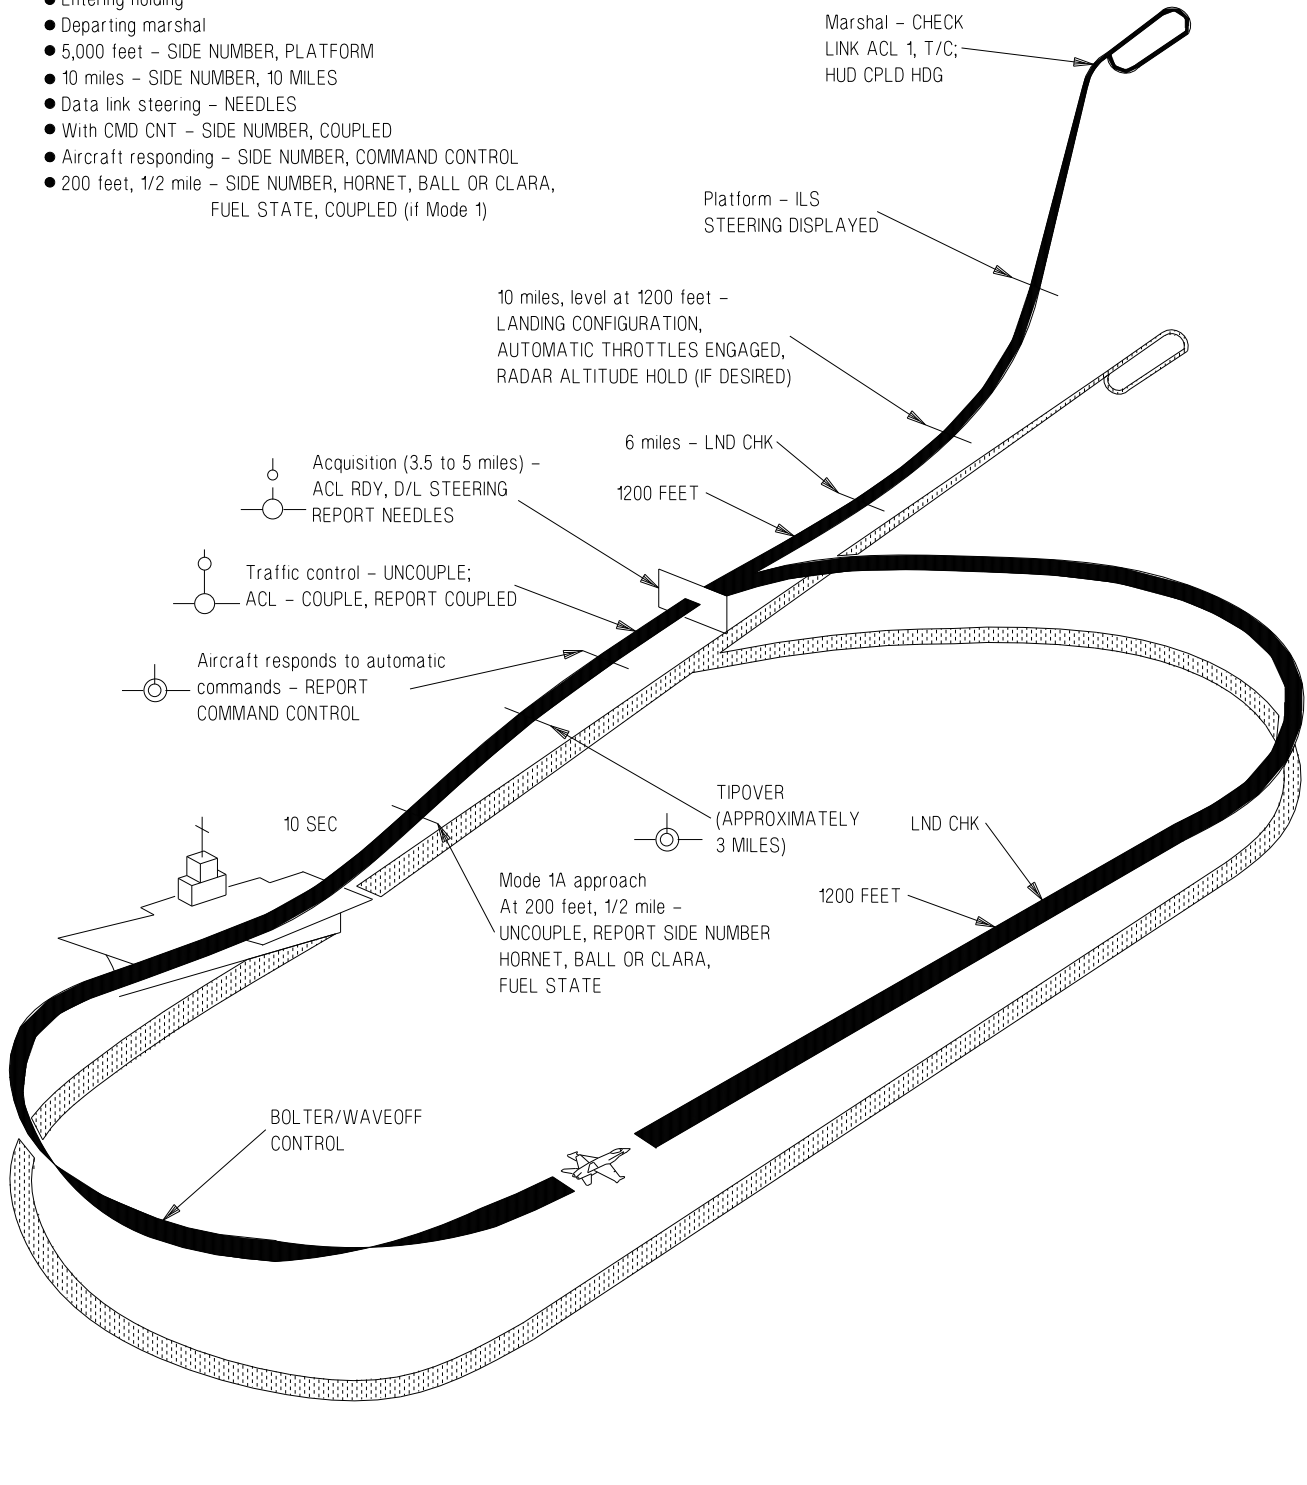 ● Entering holding
● Departing marshal
● 5,000 feet – SIDE NUMBER, PLATFORM
● 10 miles – SIDE NUMBER, 10 MILES
● Data link steering – NEEDLES
● With CMD CNT – SIDE NUMBER, COUPLED
● Aircraft responding – SIDE NUMBER, COMMAND CONTROL
● 200 feet, 1/2 mile – SIDE NUMBER, HORNET, BALL OR CLARA,
FUEL STATE, COUPLED (if Mode 1)
Marshal – CHECK
LINK ACL 1, T/C;
HUD CPLD HDG
Platform – ILS
STEERING DISPLAYED
10 miles, level at 1200 feet –
LANDING CONFIGURATION,
AUTOMATIC THROTTLES ENGAGED,
RADAR ALTITUDE HOLD (IF DESIRED)
6 miles – LND CHK
1200 FEET
Acquisition (3.5 to 5 miles) –
ACL RDY, D/L STEERING
REPORT NEEDLES
Traffic control – UNCOUPLE;
ACL – COUPLE, REPORT COUPLED
Aircraft responds to automatic
commands – REPORT
COMMAND CONTROL
TIPOVER
(APPROXIMATELY
3 MILES)
10 SEC
LND CHK
1200 FEET
Mode 1A approach
At 200 feet, 1/2 mile –
UNCOUPLE, REPORT SIDE NUMBER
HORNET, BALL OR CLARA,
FUEL STATE
BOLTER/WAVEOFF
CONTROL